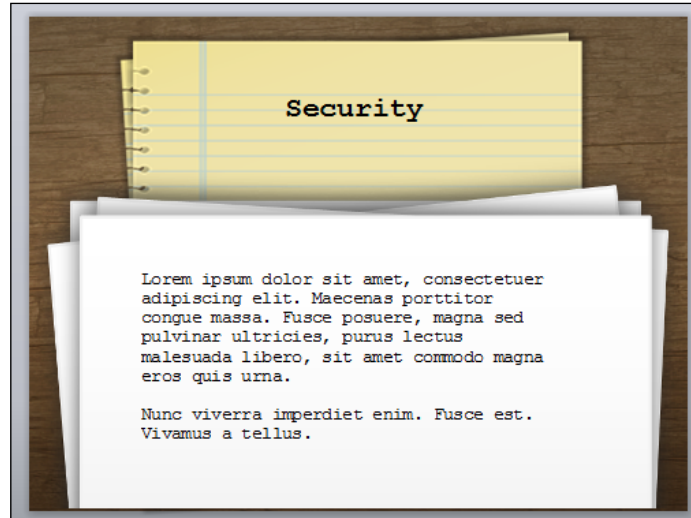 Security
Lorem ipsum dolor sit amet, consectetuer
adipiscing elit. Maecenas porttitor
congue massa. Fusce posuere, magna sed
pulvinar ultricies, purus lectus
malesuada libero, sit amet commodo magna
eros quis urna.
Nunc viverra imperdiet enim. Fusce est.
Vivamus a tellus.